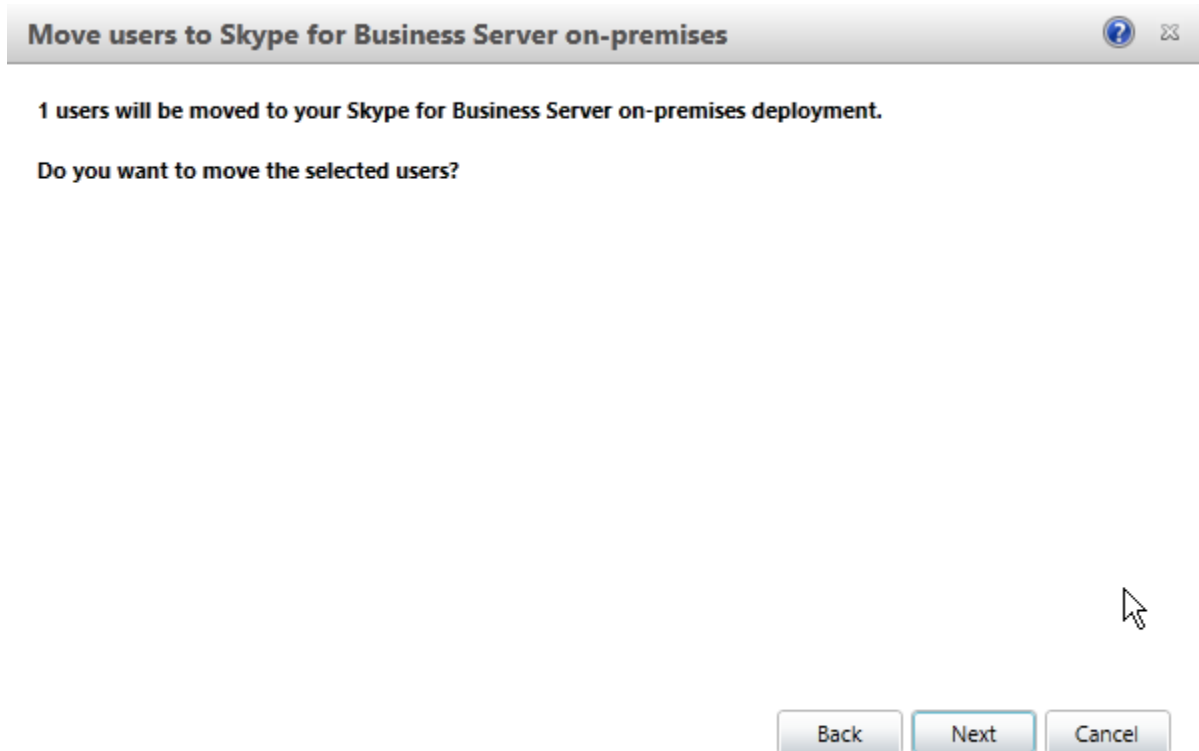 Move users to Skype for Business Server on-premises
?
1 users will be moved to your Skype for Business Server on-premises deployment.
Do you want to move the selected users?
Back
Next
Cancel